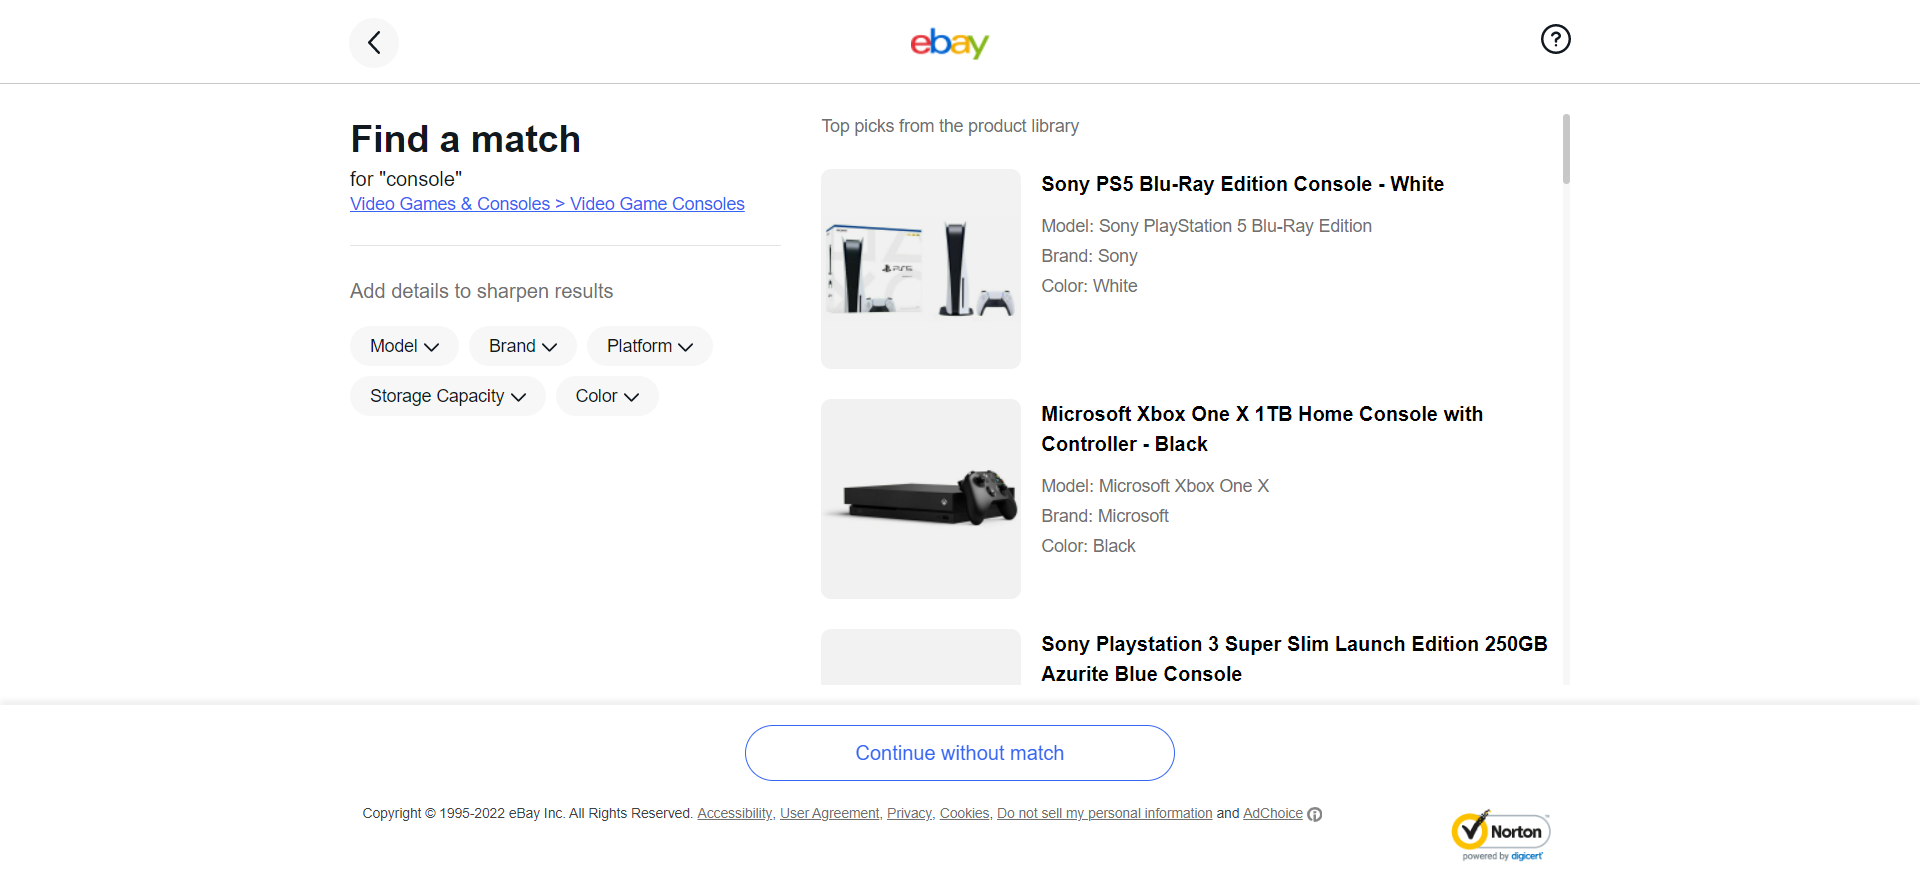 ebay
Find a match
for "console"
Video Games & Consoles > Video Game Consoles
Add details to sharpen results
Model
Brand
Platform
Storage Capacity
Color
Top picks from the product library
Sony PS5 Blu-Ray Edition Console - White
Model: Sony PlayStation 5 Blu-Ray Edition
Brand: Sony
Color: White
PS5
Microsoft Xbox One X 1TB Home Console with
Controller - Black
Model: Microsoft Xbox One X
Brand: Microsoft
Color: Black
Sony Playstation 3 Super Slim Launch Edition 250GB
Azurite Blue Console
Continue without match
Copyright © 1995-2022 eBay Inc. All Rights Reserved. Accessibility, User Agreement, Privacy, Cookies, Do not sell my personal information and AdChoice
Norton
powered by digicert